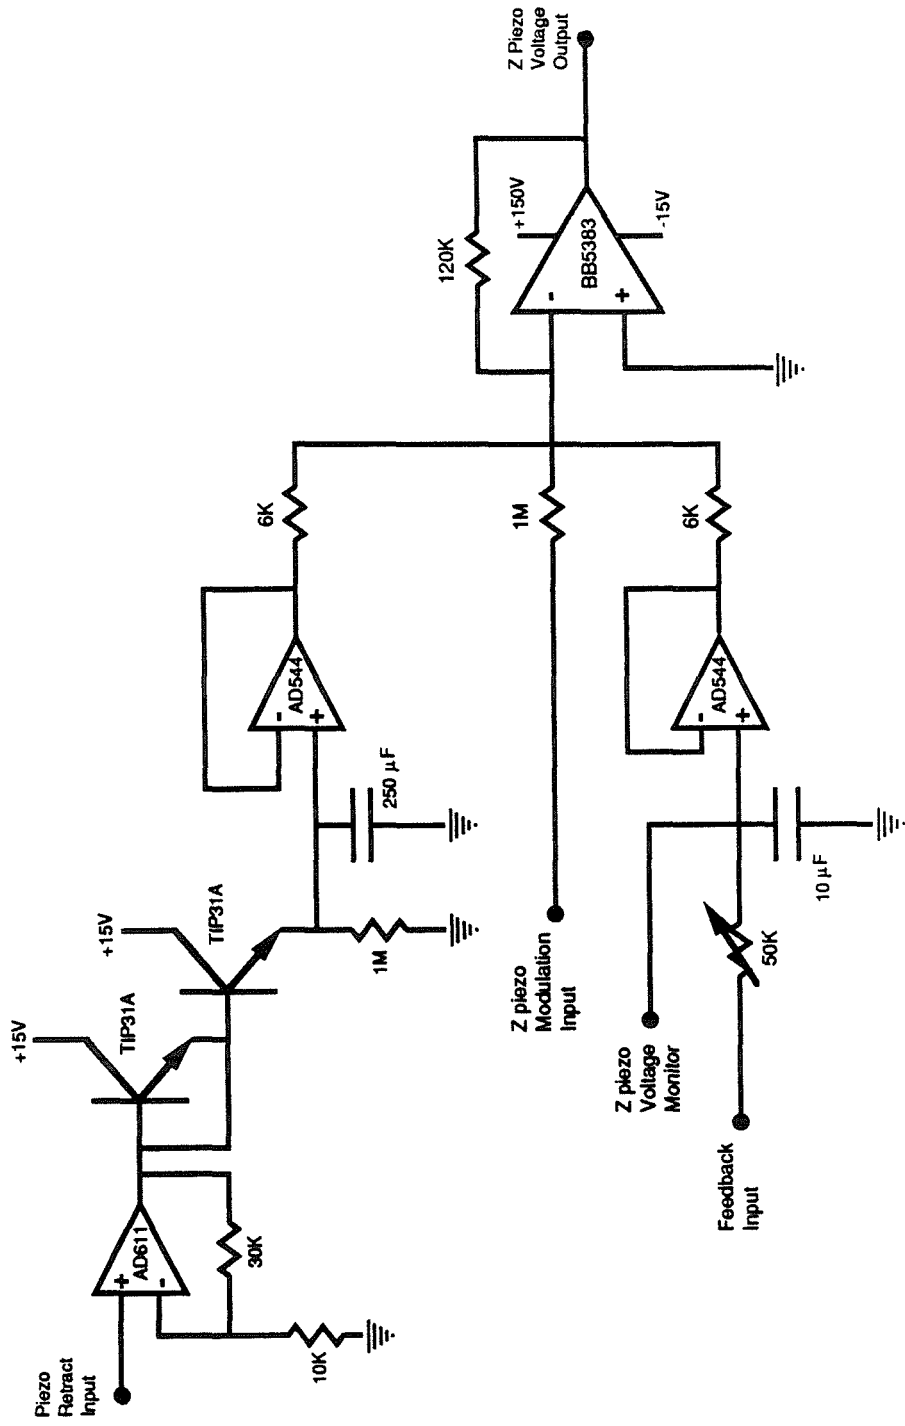 Piezo
Retract
Input
AD611
+
-
30K
10K
+15V
TIP31A
+15V
TIP31A
1M
250 µF
AD544
-
+
6K
Z piezo
Modulation
Input
1M
Z piezo
Voltage
Monitor
Feedback
Input
50K
10 µF
AD544
-
+
6K
120K
BB5383
-
+
+150V
-15V
Z Piezo
Voltage
Output